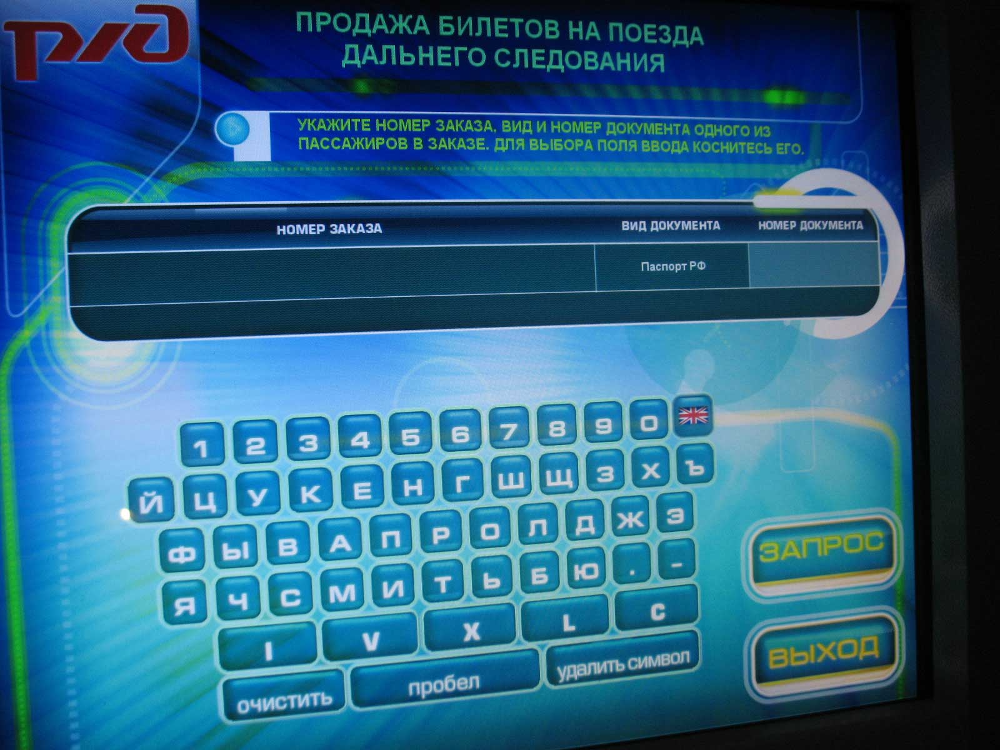 РЖД
ПРОДАЖА БИЛЕТОВ НА ПОЕЗДА
ДАЛЬНЕГО СЛЕДОВАНИЯ
УКАЖИТЕ НОМЕР ЗАКАЗА, ВИД И НОМЕР ДОКУМЕНТА ОДНОГО ИЗ
ПАССАЖИРОВ В ЗАКАЗЕ. ДЛЯ ВЫБОРА ПОЛЯ ВВОДА КОСНИТЕСЬ ЕГО.
НОМЕР ЗАКАЗА ВИД ДОКУМЕНТА НОМЕР ДОКУМЕНТА
Паспорт РФ
1 2 3 4 5 6 7 8 9 0
Й Ц У К Е Н Г Ш Щ З Х Ъ
Ф Ы В А П Р О Л Д Ж Э
Я Ч С М И Т Ь Б Ю . -
I V X L C
очистить пробел удалить символ
ЗАПРОС
ВЫХОД